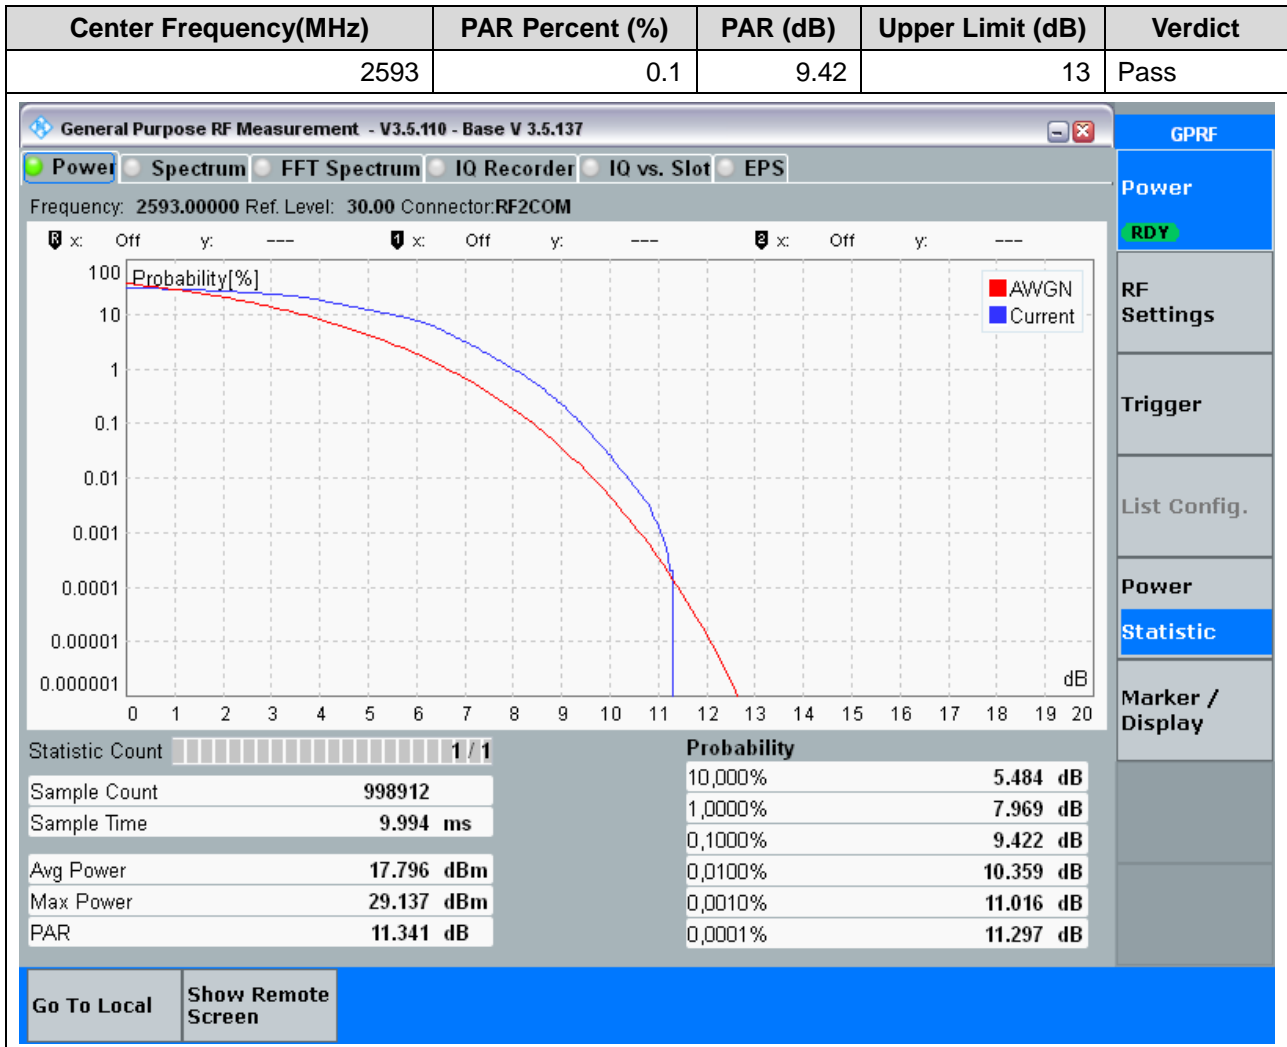 Center Frequency(MHz) PAR Percent (%) PAR (dB) Upper Limit (dB) Verdict
2593 0.1 9.42 13 Pass
General Purpose RF Measurement - V3.5.110 - Base V 3.5.137
GPRF
Power Spectrum FFT Spectrum IQ Recorder IQ vs. Slot EPS
Frequency: 2593.00000 Ref. Level: 30.00 Connector:RF2COM
R x: Off y: --- 1 x: Off y: --- 2 x: Off y: ---
Probability[%]
AWGN
Current
100
10
1
0.1
0.01
0.001
0.0001
0.00001
0.000001
dB
0 1 2 3 4 5 6 7 8 9 10 11 12 13 14 15 16 17 18 19 20
Statistic Count 1 / 1
Sample Count 998912
Sample Time 9.994 ms
Avg Power 17.796 dBm
Max Power 29.137 dBm
PAR 11.341 dB
Probability
10,000% 5.484 dB
1,0000% 7.969 dB
0,1000% 9.422 dB
0,0100% 10.359 dB
0,0010% 11.016 dB
0,0001% 11.297 dB
Power
RDY
RF
Settings
Trigger
List Config.
Power
Statistic
Marker /
Display
Go To Local
Show Remote
Screen